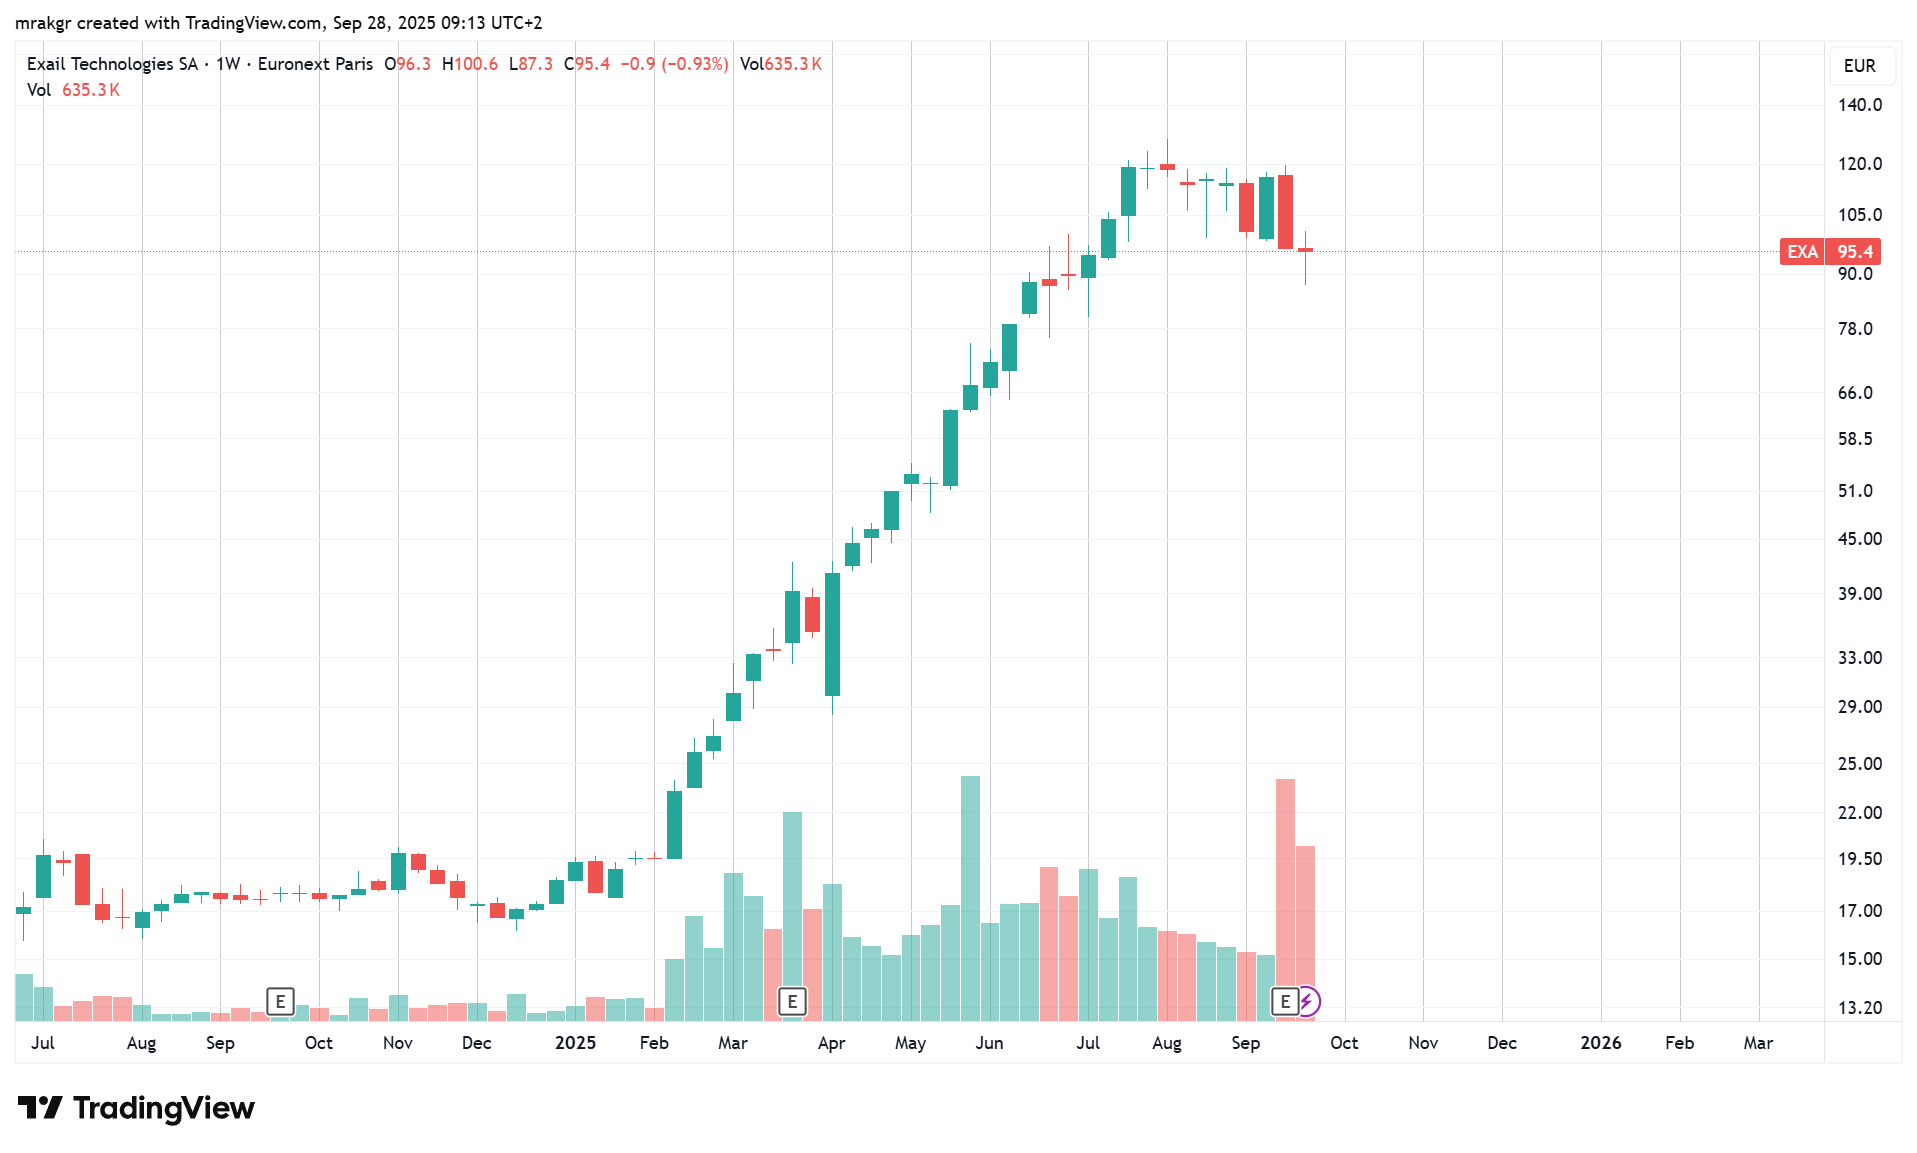 mrakgr created with TradingView.com, Sep 28, 2025 09:13 UTC+2
Exail Technologies SA · 1W · Euronext Paris O96.3 H100.6 L87.3 C95.4 −0.9 (−0.93%) Vol635.3K
Vol 635.3K
EUR
140.0
120.0
105.0
EXA 95.4
90.0
78.0
66.0
58.5
51.0
45.00
39.00
33.00
29.00
25.00
22.00
19.50
17.00
15.00
13.20
E E E
Jul Aug Sep Oct Nov Dec 2025 Feb Mar Apr May Jun Jul Aug Sep Oct Nov Dec 2026 Feb Mar
TradingView